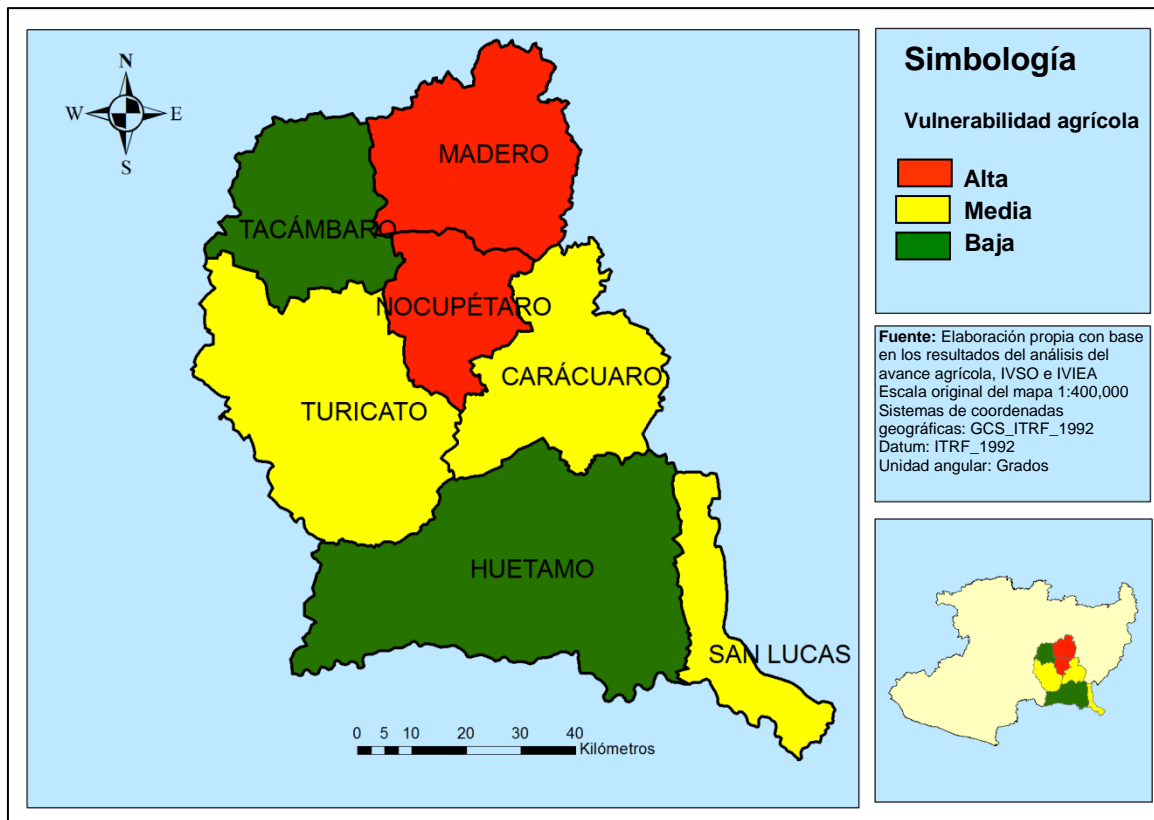 N
W E
S
MADERO
TACÁMBARO
NOCUPÉTARO
CARÁCUARO
TURICATO
HUETAMO
SAN LUCAS
0 5 10 20 30 40
Kilómetros
Simbología
Vulnerabilidad agrícola
Alta
Media
Baja
Fuente: Elaboración propia con base
en los resultados del análisis del
avance agrícola, IVSO e IVIEA
Escala original del mapa 1:400,000
Sistemas de coordenadas
geográficas: GCS_ITRF_1992
Datum: ITRF_1992
Unidad angular: Grados